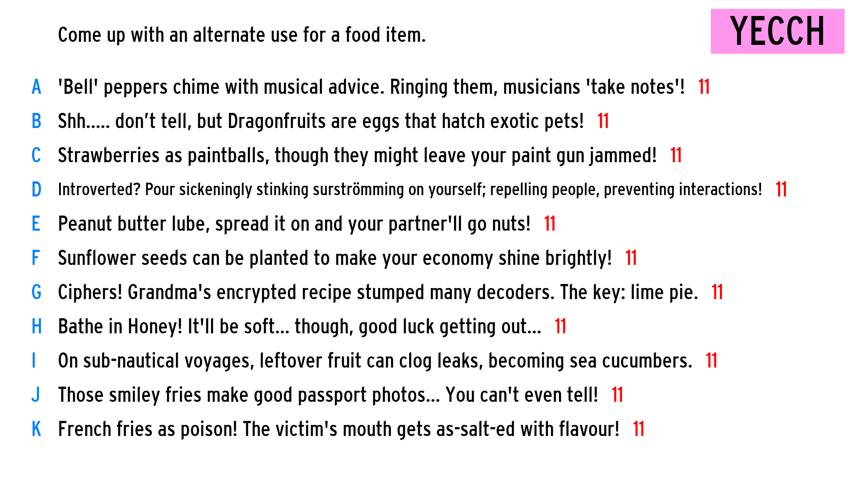 Come up with an alternate use for a food item.
YECCH
A 'Bell' peppers chime with musical advice. Ringing them, musicians 'take notes'! 11
B Shh..... don’t tell, but Dragonfruits are eggs that hatch exotic pets! 11
C Strawberries as paintballs, though they might leave your paint gun jammed! 11
D Introverted? Pour sickeningly stinking surströmming on yourself; repelling people, preventing interactions! 11
E Peanut butter lube, spread it on and your partner'll go nuts! 11
F Sunflower seeds can be planted to make your economy shine brightly! 11
G Ciphers! Grandma's encrypted recipe stumped many decoders. The key: lime pie. 11
H Bathe in Honey! It'll be soft... though, good luck getting out... 11
I On sub-nautical voyages, leftover fruit can clog leaks, becoming sea cucumbers. 11
J Those smiley fries make good passport photos... You can't even tell! 11
K French fries as poison! The victim's mouth gets as-salt-ed with flavour! 11